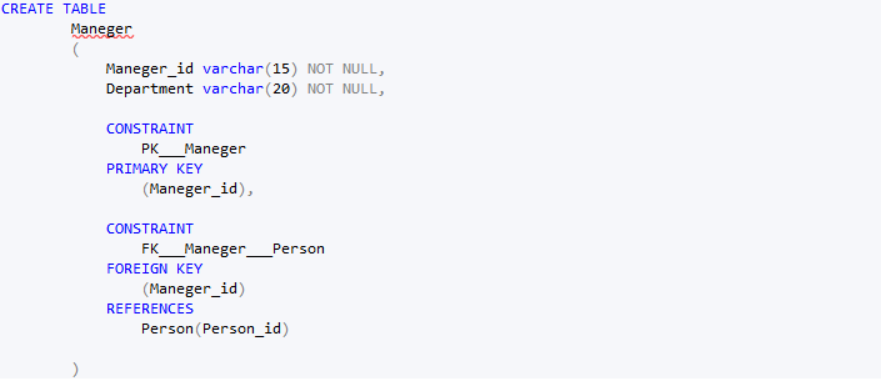 CREATE TABLE
Maneger
(
Maneger_id varchar(15) NOT NULL,
Department varchar(20) NOT NULL,
CONSTRAINT
PK___Maneger
PRIMARY KEY
(Maneger_id),
CONSTRAINT
FK___Maneger___Person
FOREIGN KEY
(Maneger_id)
REFERENCES
Person(Person_id)
)